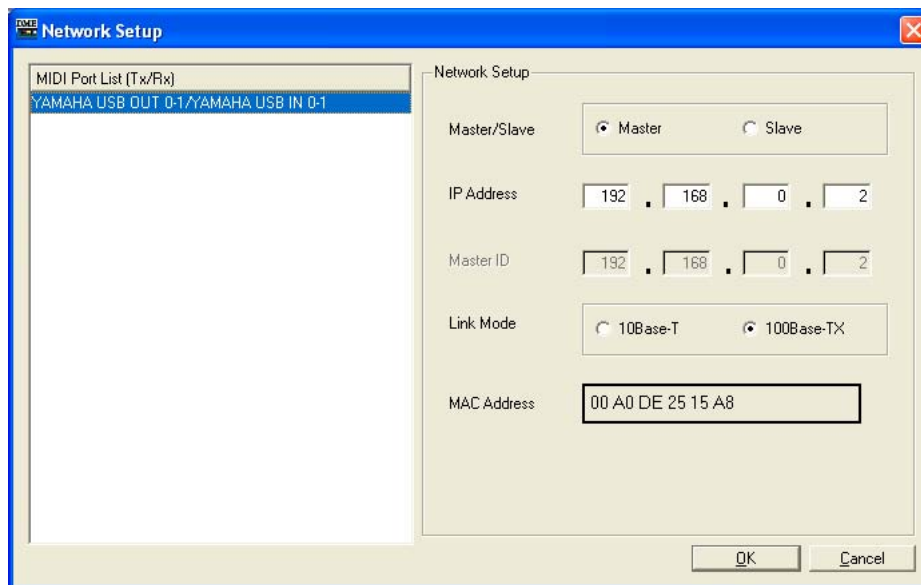 DME
Network Setup
MIDI Port List (Tx/Rx)
YAMAHA USB OUT 0-1/YAMAHA USB IN 0-1
Network Setup
Master/Slave
Master
Slave
IP Address
192 . 168 . 0 . 2
Master ID
192 . 168 . 0 . 2
Link Mode
10Base-T
100Base-TX
MAC Address
00 A0 DE 25 15 A8
OK
Cancel